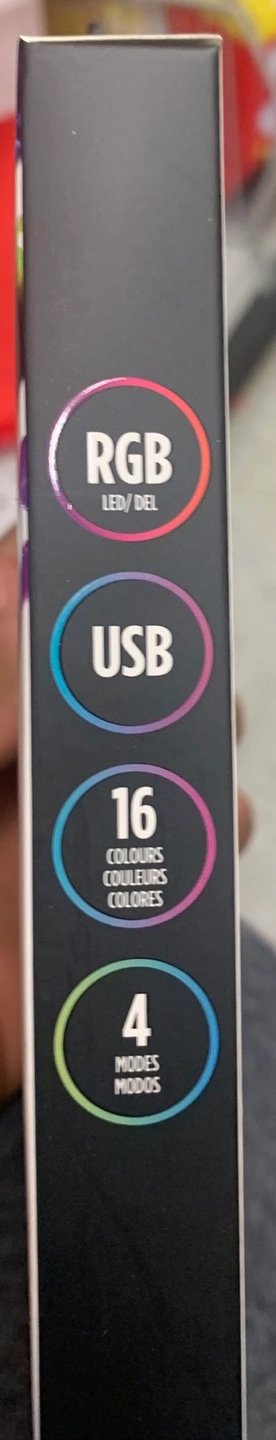 RGB
LED/ DEL
USB
16
COLOURS
COULEURS
COLORES
4
MODES
MODOS